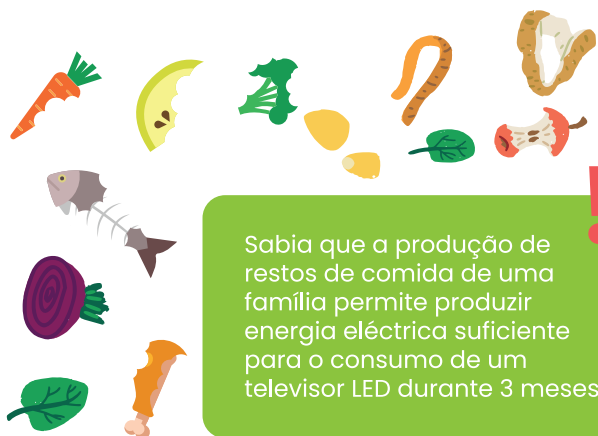 Sabia que a produção de
restos de comida de uma
família permite produzir
energia eléctrica suficiente
para o consumo de um
televisor LED durante 3 meses
!